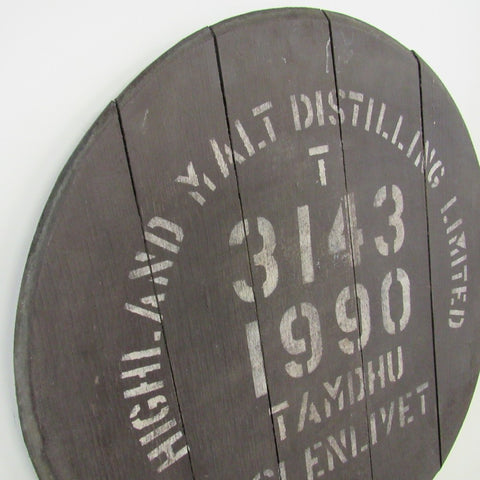 HIGHLAND MALT DISTILLING LIMITED
T
3143
1990
TAMDHU
GLENLIVET